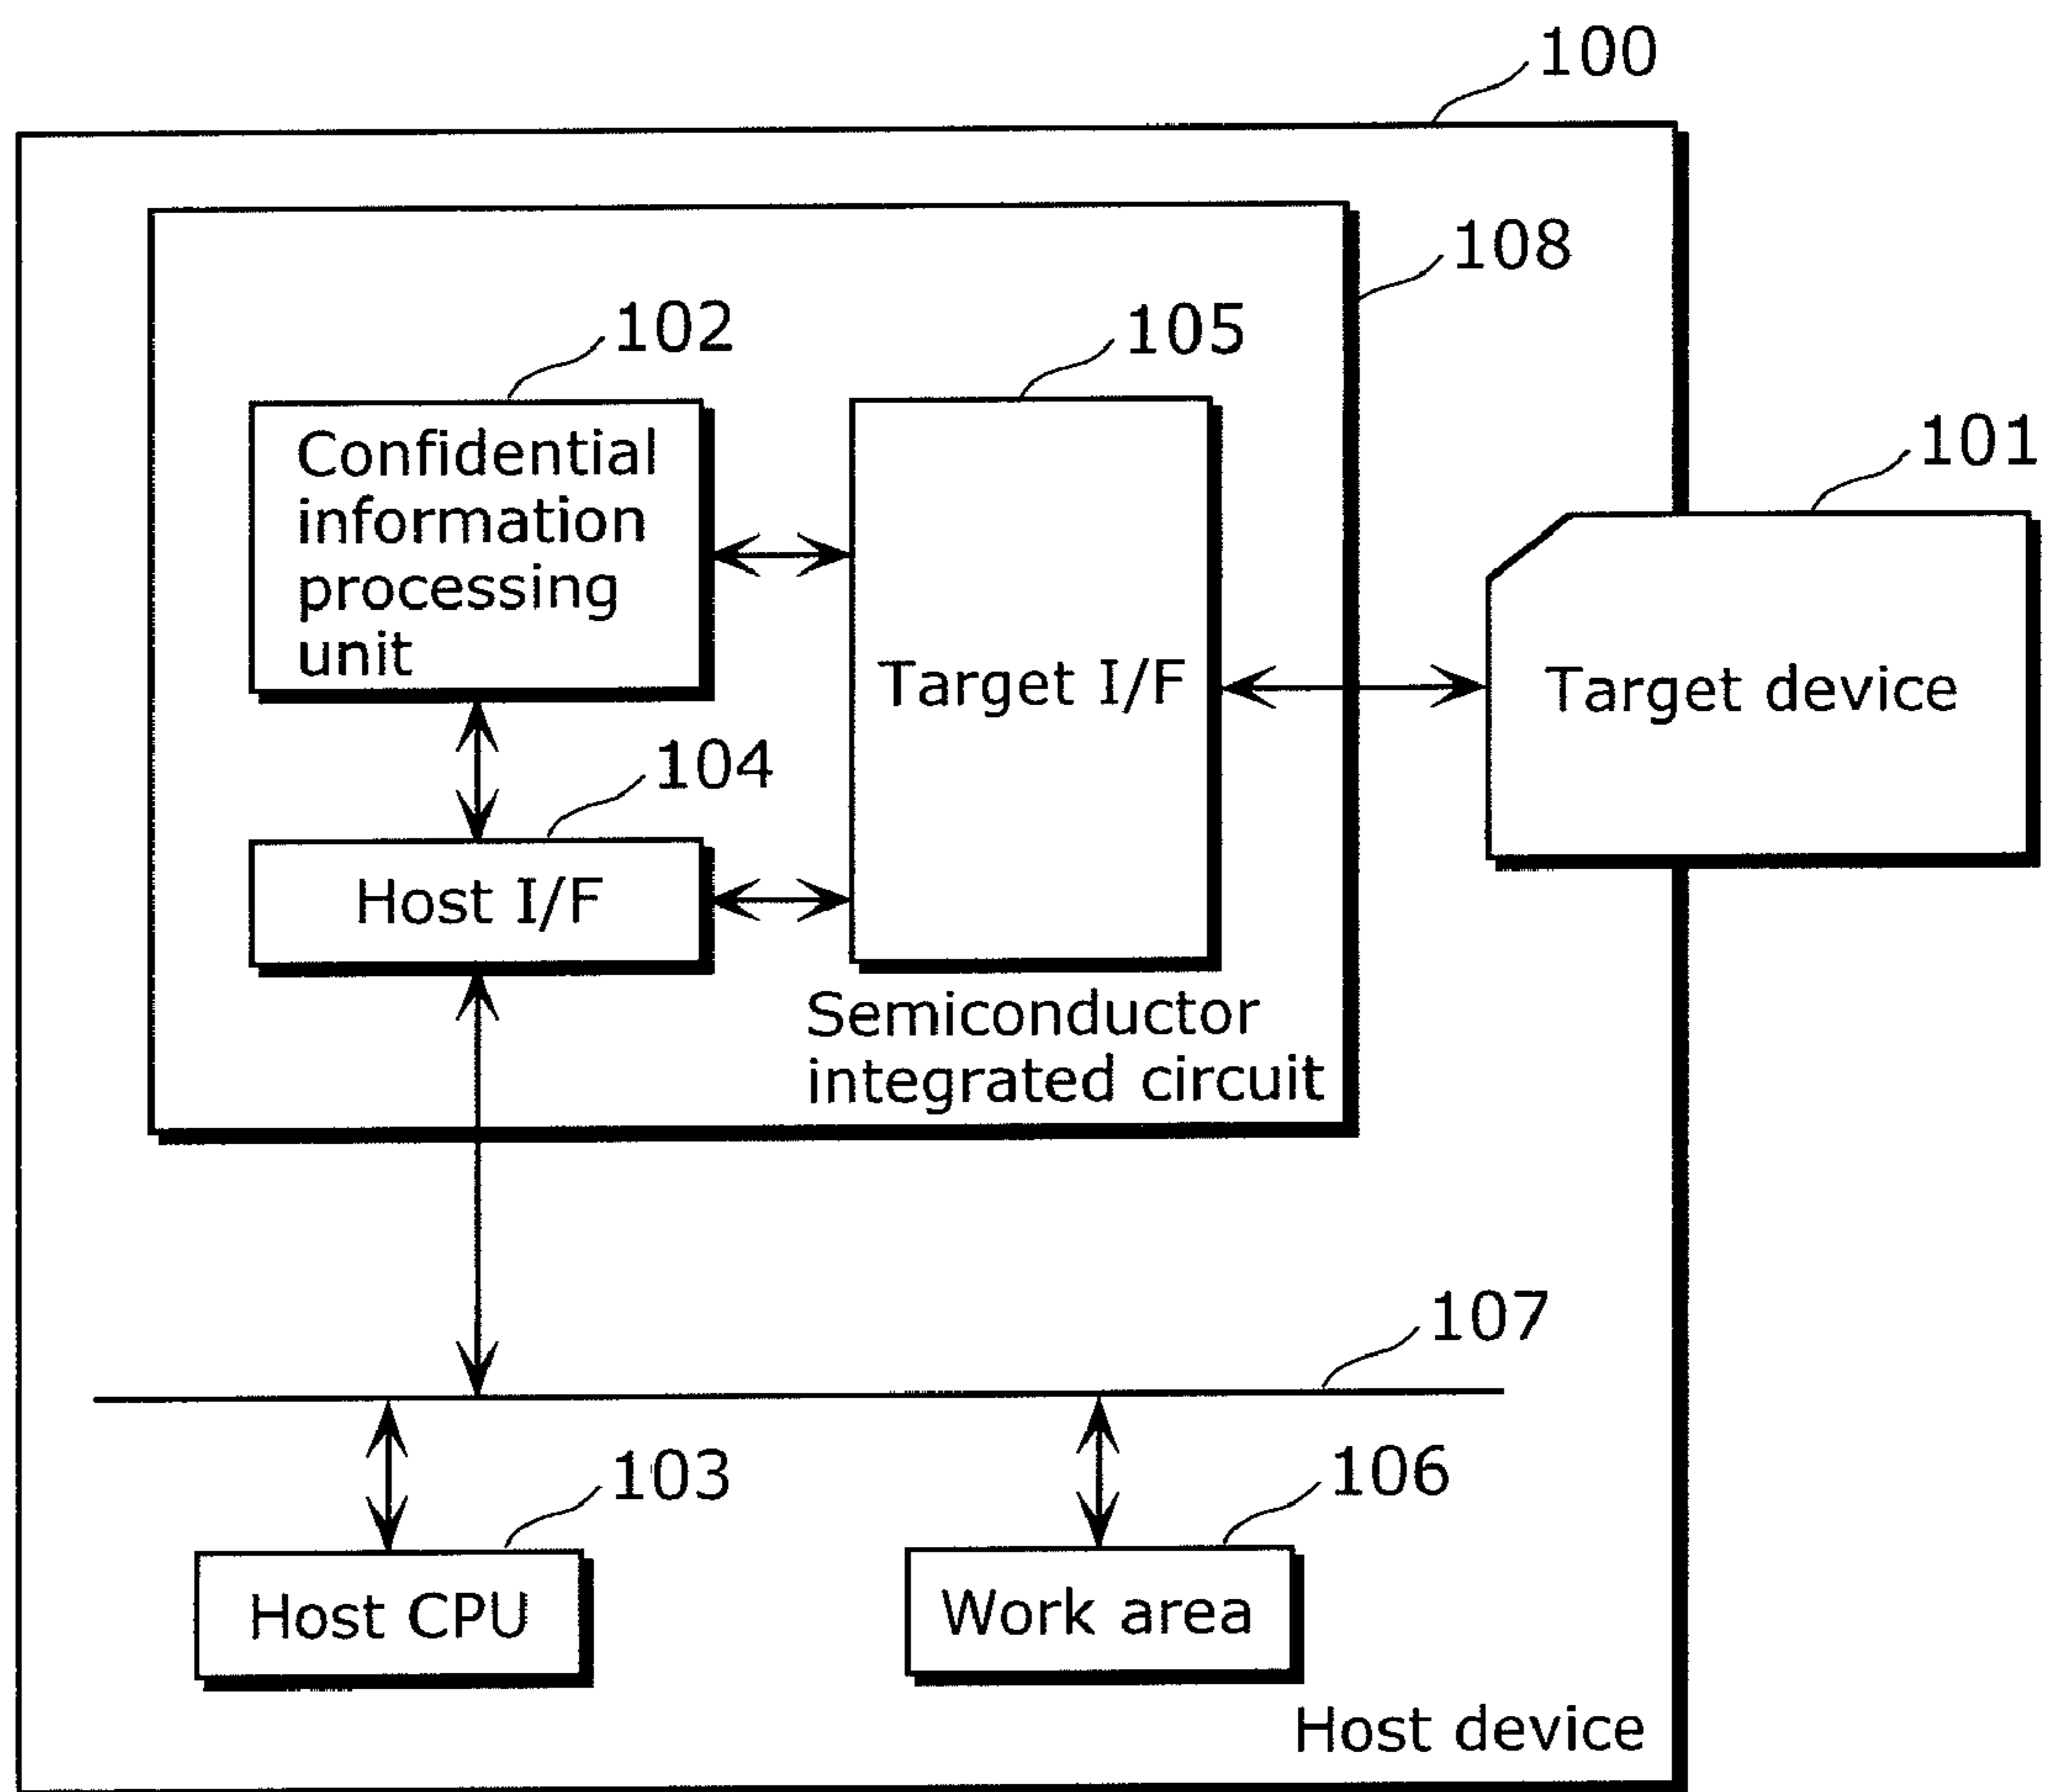 100
108
102
105
101
Confidential
information
processing
unit
Target I/F
Target device
104
Host I/F
Semiconductor
integrated circuit
107
103
106
Host CPU
Work area
Host device